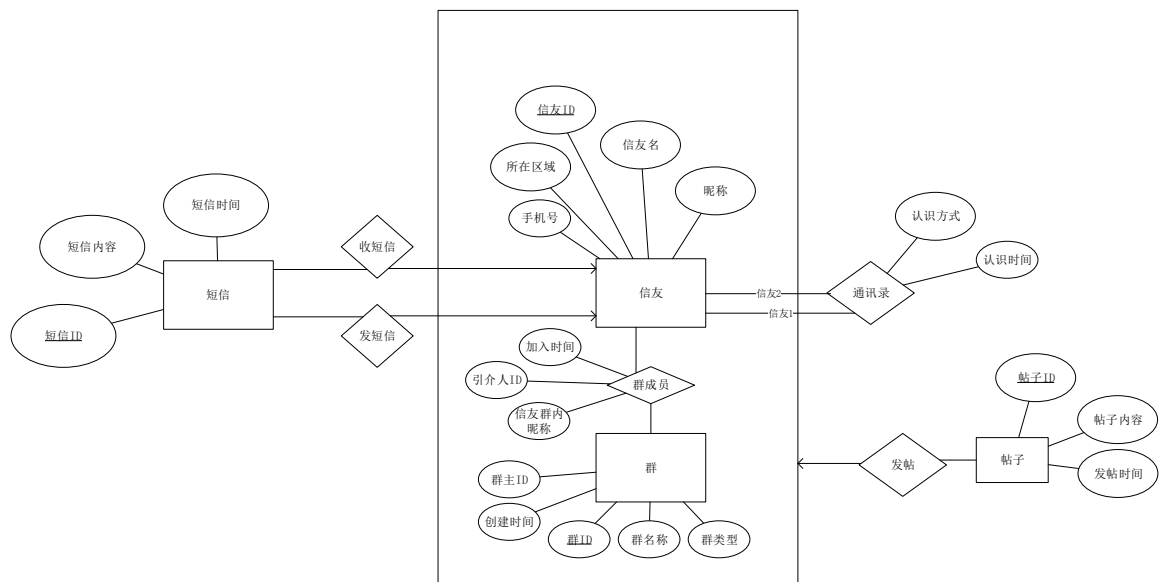 信友ID
信友名
所在区域
昵称
手机号
短信时间
短信内容
收短信
认识方式
认识时间
短信
信友
信友2
通讯录
信友1
短信ID
发短信
加入时间
引介人ID
群成员
信友群内
昵称
帖子ID
帖子内容
群
发帖
帖子
群主ID
发帖时间
创建时间
群ID
群名称
群类型